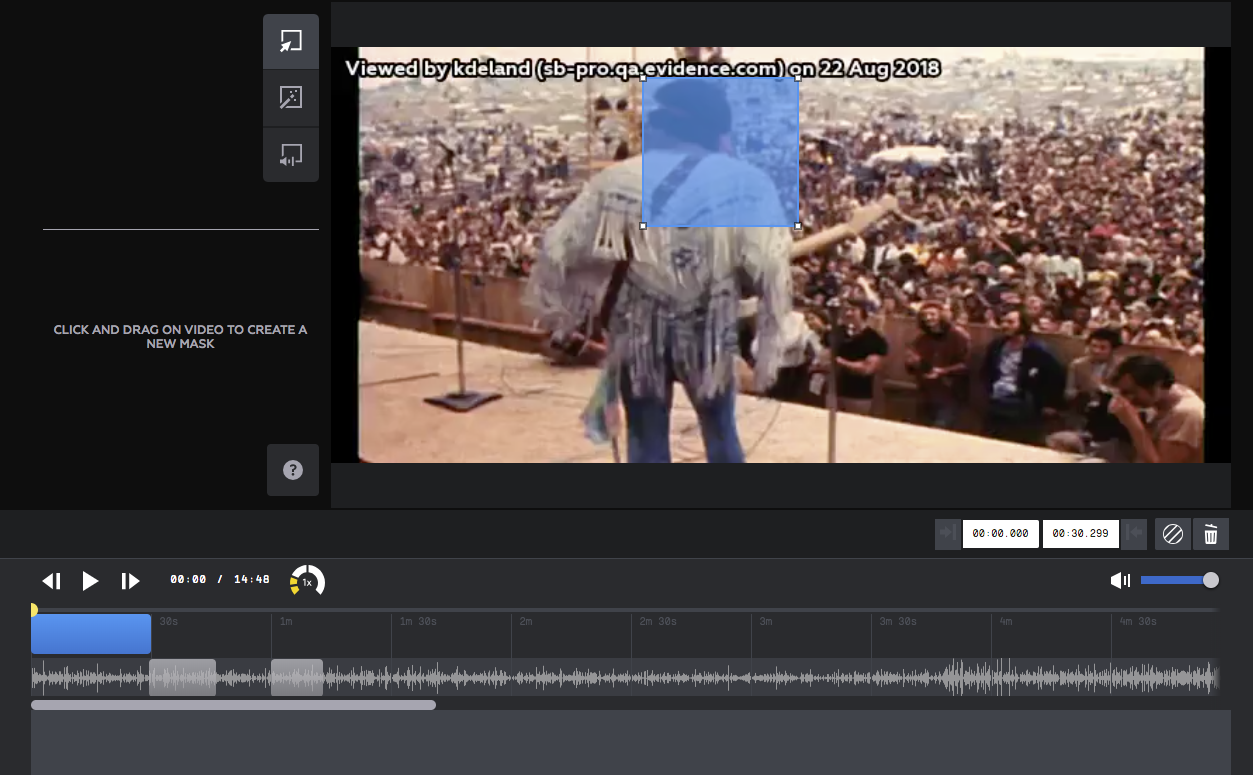 Viewed by kdeland (sb-pro.qa.evidence.com) on 22 Aug 2018
CLICK AND DRAG ON VIDEO TO CREATE A
NEW MASK
?
00:00.000 00:30.299
00:00 / 14:48 1x
30s 1m 1m 30s 2m 2m 30s 3m 3m 30s 4m 4m 30s